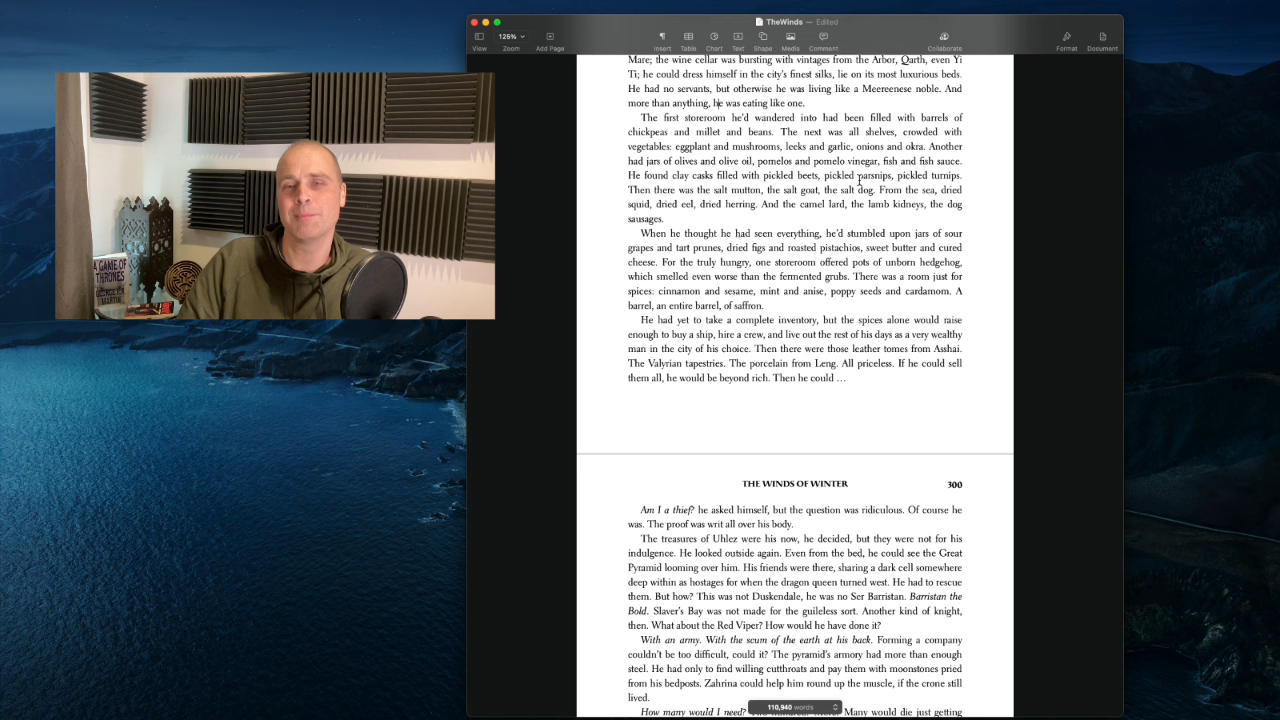 TheWinds — Edited
View
125%
Zoom
Add Page
Insert
Table
Chart
Text
Shape
Media
Comment
Collaborate
Format
Document
Mare; the wine cellar was bursting with vintages from the Arbor, Qarth, even Yi
Ti; he could dress himself in the city's finest silks, lie on its most luxurious beds.
He had no servants, but otherwise he was living like a Meereenese noble. And
more than anything, he was eating like one.
The first storeroom he'd wandered into had been filled with barrels of
chickpeas and millet and beans. The next was all shelves, crowded with
vegetables: eggplant and mushrooms, leeks and garlic, onions and okra. Another
had jars of olives and olive oil, pomelos and pomelo vinegar, fish and fish sauce.
He found clay casks filled with pickled beets, pickled parsnips, pickled turnips.
Then there was the salt mutton, the salt goat, the salt dog. From the sea, dried
squid, dried eel, dried herring. And the camel lard, the lamb kidneys, the dog
sausages.
When he thought he had seen everything, he'd stumbled upon jars of sour
grapes and tart prunes, dried figs and roasted pistachios, sweet butter and cured
cheese. For the truly hungry, one storeroom offered pots of unborn hedgehog,
which smelled even worse than the fermented grubs. There was a room just for
spices: cinnamon and sesame, mint and anise, poppy seeds and cardamom. A
barrel, an entire barrel, of saffron.
He had yet to take a complete inventory, but the spices alone would raise
enough to buy a ship, hire a crew, and live out the rest of his days as a very wealthy
man in the city of his choice. Then there were those leather tomes from Asshai.
The Valyrian tapestries. The porcelain from Leng. All priceless. If he could sell
them all, he would be beyond rich. Then he could …
THE WINDS OF WINTER 300
Am I a thief? he asked himself, but the question was ridiculous. Of course he
was. The proof was writ all over his body.
The treasures of Uhlez were his now, he decided, but they were not for his
indulgence. He looked outside again. Even from the bed, he could see the Great
Pyramid looming over him. His friends were there, sharing a dark cell somewhere
deep within as hostages for when the dragon queen turned west. He had to rescue
them. But how? This was not Duskendale, he was no Ser Barristan. Barristan the
Bold. Slaver's Bay was not made for the guileless sort. Another kind of knight,
then. What about the Red Viper? How would he have done it?
With an army. With the scum of the earth at his back. Forming a company
couldn't be too difficult, could it? The pyramid's armory had more than enough
steel. He had only to find willing cutthroats and pay them with moonstones pried
from his bedposts. Zahrina could help him round up the muscle, if the crone still
lived.
How many would I need? Many would die just getting
110,940 words
A GAME OF
THRONES
MARTIN